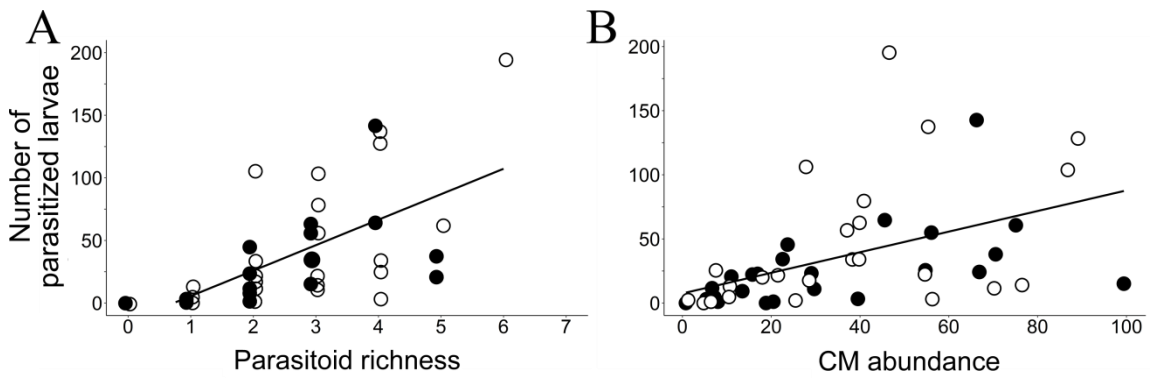 A
B
Number of
parasitized larvae
200
150
100
50
0
0 1 2 3 4 5 6 7
Parasitoid richness
200
150
100
50
0
0 20 40 60 80 100
CM abundance